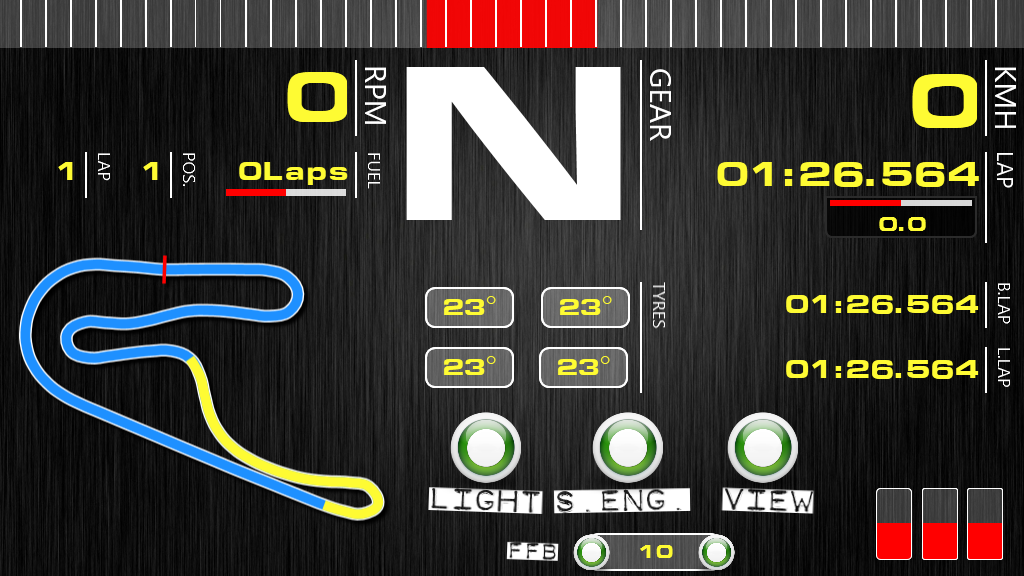 0 RPM
N GEAR
0 KMH
1 LAP
1 POS.
0Laps FUEL
01:26.564 LAP
0.0
23° 23° TYRES
23° 23°
01:26.564 B.LAP
01:26.564 L.LAP
LIGHT S.ENG. VIEW
FFB 10